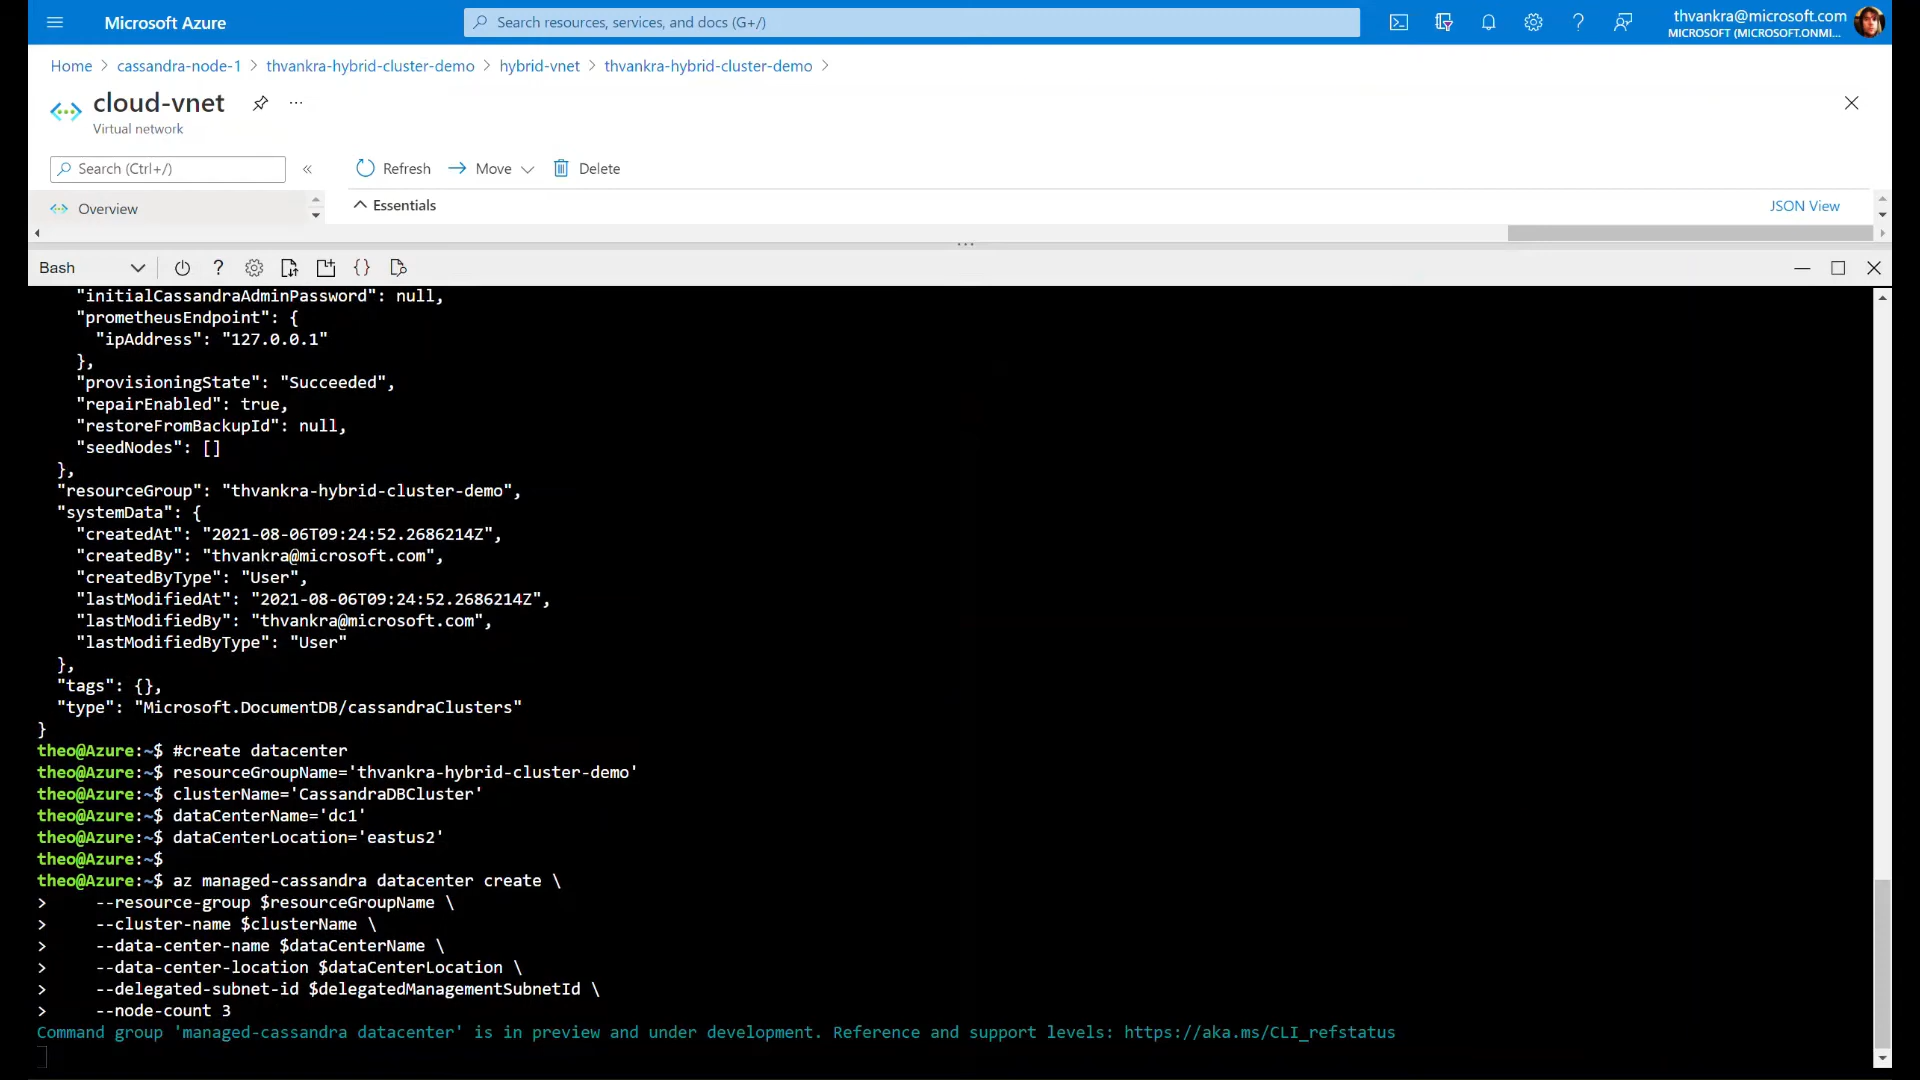 Microsoft Azure
Search resources, services, and docs (G+/)
thvankra@microsoft.com
MICROSOFT (MICROSOFT.ONMI...
Home > cassandra-node-1 > thvankra-hybrid-cluster-demo > hybrid-vnet > thvankra-hybrid-cluster-demo >
cloud-vnet
Virtual network
Search (Ctrl+/)
Refresh
Move
Delete
Overview
Essentials
JSON View
Bash
"initialCassandraAdminPassword": null,
"prometheusEndpoint": {
"ipAddress": "127.0.0.1"
},
"provisioningState": "Succeeded",
"repairEnabled": true,
"restoreFromBackupId": null,
"seedNodes": []
},
"resourceGroup": "thvankra-hybrid-cluster-demo",
"systemData": {
"createdAt": "2021-08-06T09:24:52.2686214Z",
"createdBy": "thvankra@microsoft.com",
"createdByType": "User",
"lastModifiedAt": "2021-08-06T09:24:52.2686214Z",
"lastModifiedBy": "thvankra@microsoft.com",
"lastModifiedByType": "User"
},
"tags": {},
"type": "Microsoft.DocumentDB/cassandraClusters"
}
theo@Azure:~$ #create datacenter
theo@Azure:~$ resourceGroupName='thvankra-hybrid-cluster-demo'
theo@Azure:~$ clusterName='CassandraDBCluster'
theo@Azure:~$ dataCenterName='dc1'
theo@Azure:~$ dataCenterLocation='eastus2'
theo@Azure:~$
theo@Azure:~$ az managed-cassandra datacenter create \
> --resource-group $resourceGroupName \
> --cluster-name $clusterName \
> --data-center-name $dataCenterName \
> --data-center-location $dataCenterLocation \
> --delegated-subnet-id $delegatedManagementSubnetId \
> --node-count 3
Command group 'managed-cassandra datacenter' is in preview and under development. Reference and support levels: https://aka.ms/CLI_refstatus